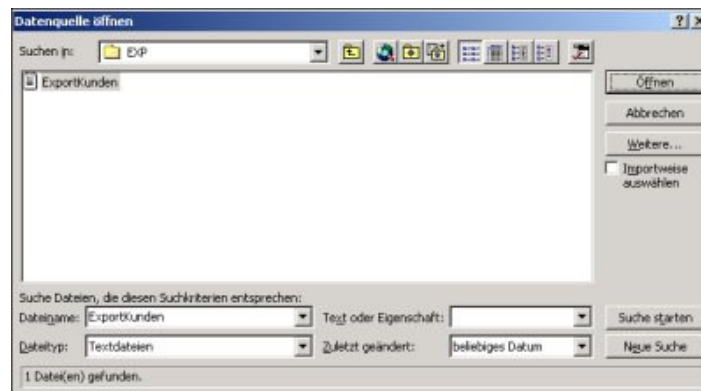 Datenquelle öffnen
Suchen in: EXP
ExportKunden
Öffnen
Abbrechen
Weitere...
Importweise
auswählen
Suche Dateien, die diesen Suchkriterien entsprechen:
Dateiname: ExportKunden Text oder Eigenschaft: Suche starten
Dateityp: Textdateien Zuletzt geändert: beliebiges Datum Neue Suche
1 Datei(en) gefunden.